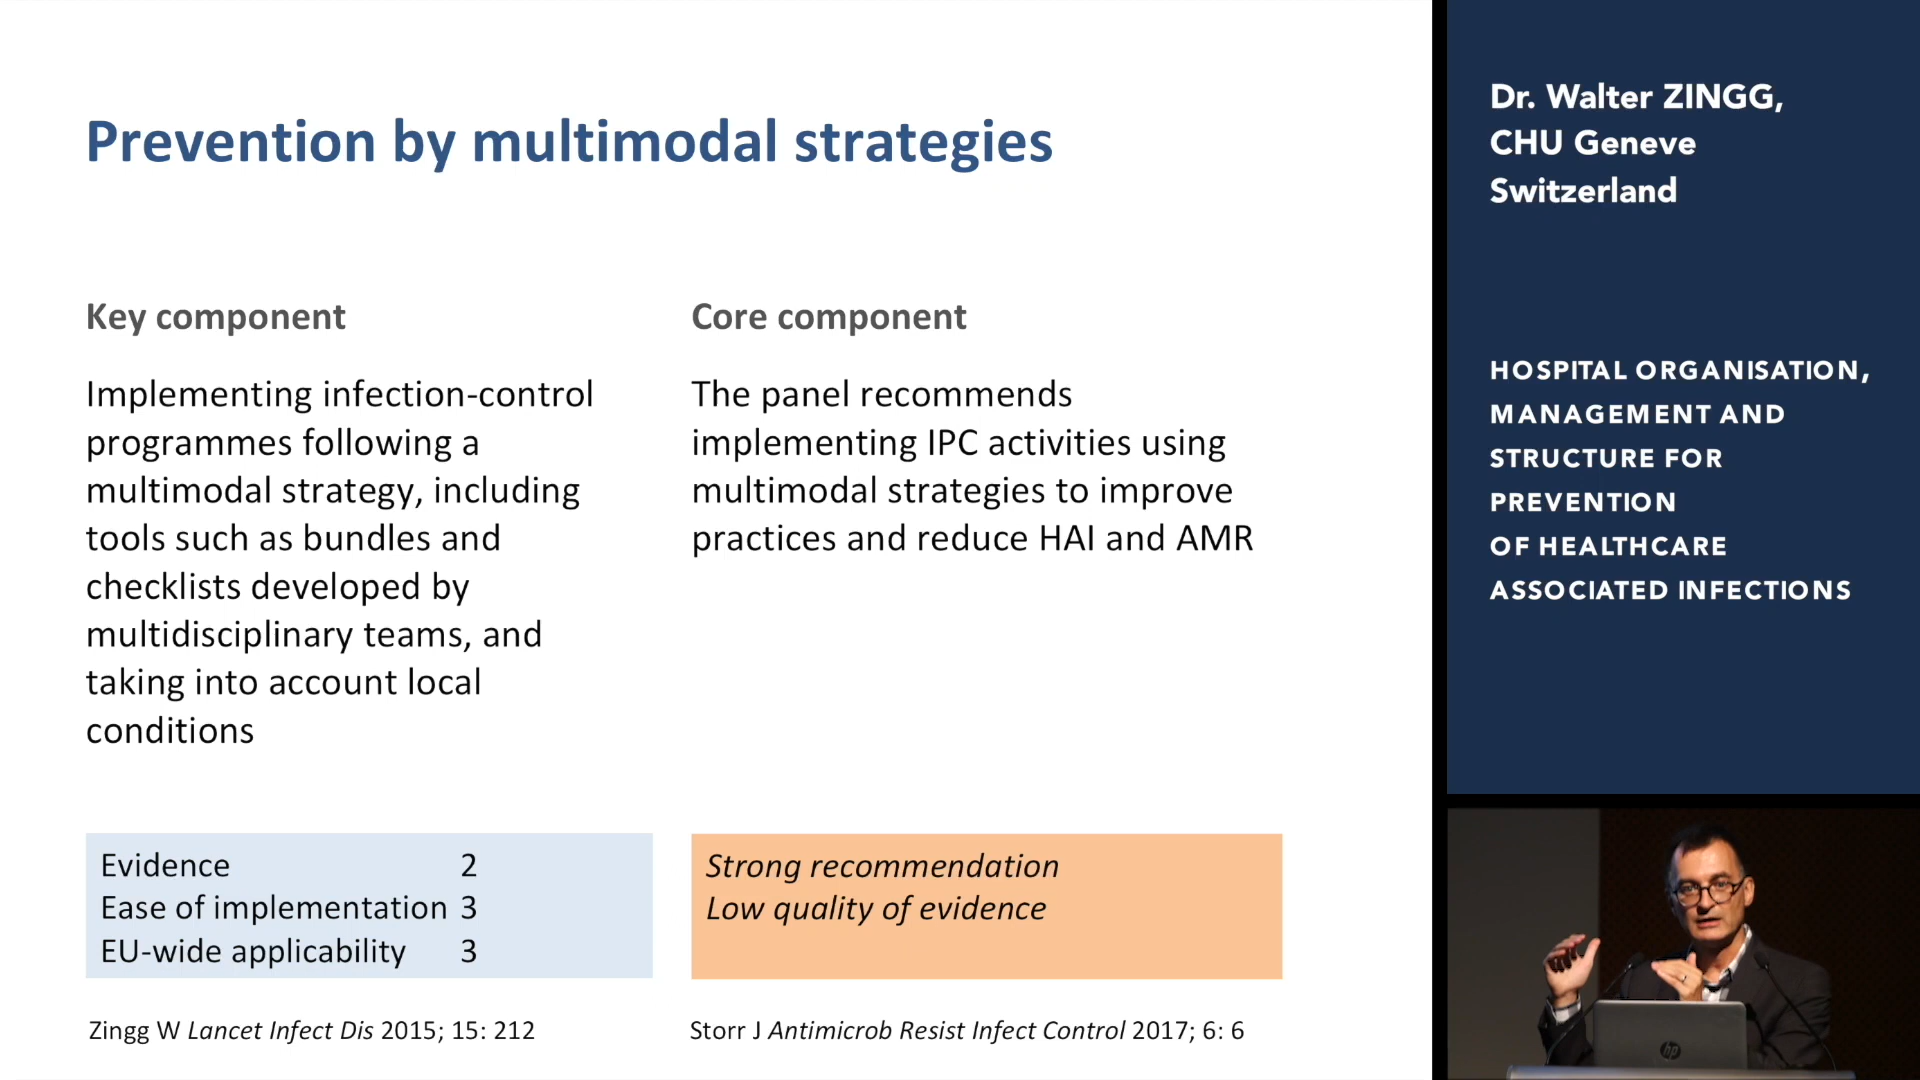 Prevention by multimodal strategies
Key component
Implementing infection-control
programmes following a
multimodal strategy, including
tools such as bundles and
checklists developed by
multidisciplinary teams, and
taking into account local
conditions
Evidence 2
Ease of implementation 3
EU-wide applicability 3
Zingg W Lancet Infect Dis 2015; 15: 212
Core component
The panel recommends
implementing IPC activities using
multimodal strategies to improve
practices and reduce HAI and AMR
Strong recommendation
Low quality of evidence
Storr J Antimicrob Resist Infect Control 2017; 6: 6
Dr. Walter ZINGG,
CHU Geneve
Switzerland
HOSPITAL ORGANISATION,
MANAGEMENT AND
STRUCTURE FOR
PREVENTION
OF HEALTHCARE
ASSOCIATED INFECTIONS
hp